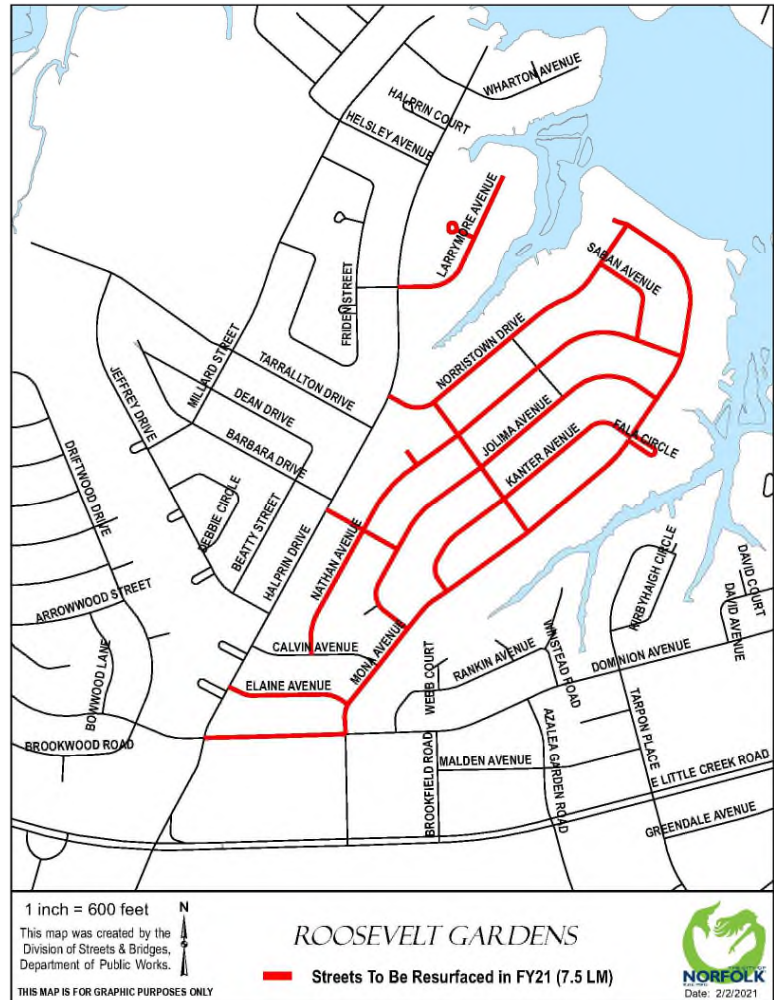 WHARTON AVENUE
HALPRIN COURT
HELSLEY AVENUE
LARRYMORE AVENUE
SABAN AVENUE
FRIDEN STREET
NORRISTOWN DRIVE
MILLARD STREET
TARRALLTON DRIVE
JEFFREY DRIVE
DEAN DRIVE
JOLIMA AVENUE
FALA CIRCLE
BARBARA DRIVE
KANTER AVENUE
DRIFTWOOD DRIVE
DEBBIE CIRCLE
BEATTY STREET
HALPRIN DRIVE
NATHAN AVENUE
KIRBYHAIGH CIRCLE
DAVID COURT
DAVID AVENUE
ARROWWOOD STREET
CALVIN AVENUE
MONA AVENUE
WEBB COURT
RANKIN AVENUE
WINSTEAD ROAD
DOMINION AVENUE
BOWWOOD LANE
ELAINE AVENUE
BROOKWOOD ROAD
BROOKFIELD ROAD
MALDEN AVENUE
AZALEA GARDEN ROAD
TARPON PLACE
E LITTLE CREEK ROAD
GREENDALE AVENUE
1 inch = 600 feet
N
This map was created by the
Division of Streets & Bridges,
Department of Public Works.
THIS MAP IS FOR GRAPHIC PURPOSES ONLY
ROOSEVELT GARDENS
Streets To Be Resurfaced in FY21 (7.5 LM)
NORFOLK
Date: 2/2/2021